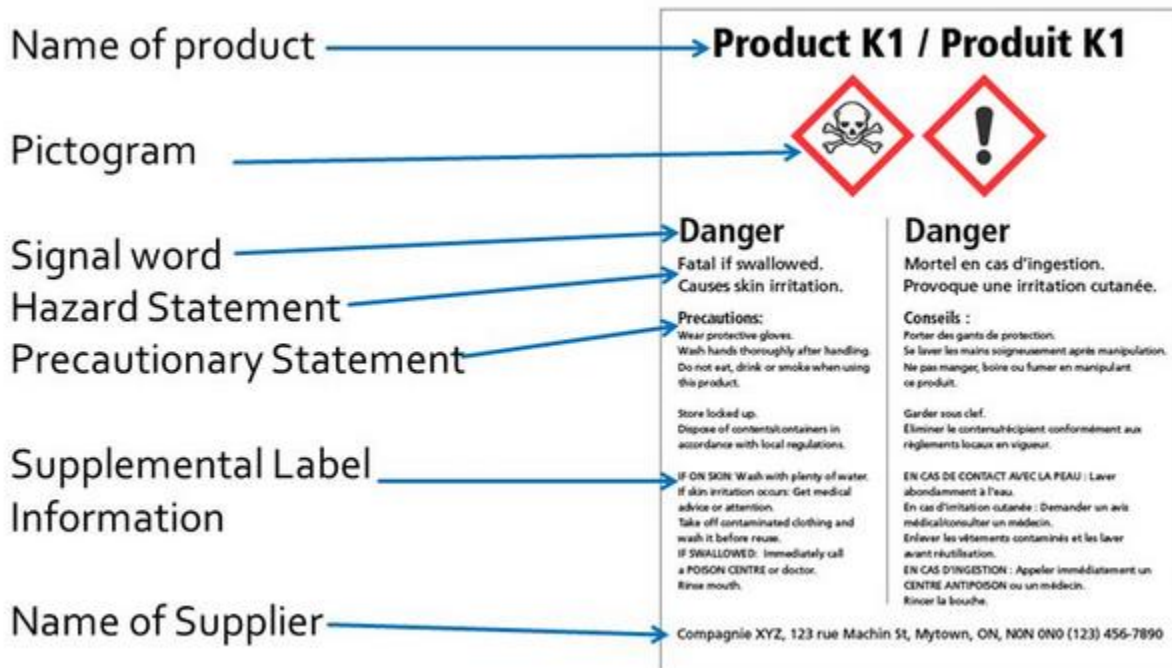 Name of product
Product K1 / Produit K1
Pictogram
Signal word
Hazard Statement
Precautionary Statement
Supplemental Label
Information
Name of Supplier
Danger
Fatal if swallowed.
Causes skin irritation.
Precautions:
Wear protective gloves.
Wash hands thoroughly after handling.
Do not eat, drink or smoke when using
this product.
Store locked up.
Dispose of contents/containers in
accordance with local regulations.
IF ON SKIN: Wash with plenty of water.
If skin irritation occurs: Get medical
advice or attention.
Take off contaminated clothing and
wash it before reuse.
IF SWALLOWED: Immediately call
a POISON CENTRE or doctor.
Rinse mouth.
Danger
Mortel en cas d'ingestion.
Provoque une irritation cutanée.
Conseils :
Porter des gants de protection.
Se laver les mains soigneusement après manipulation.
Ne pas manger, boire ou fumer en manipulant
ce produit.
Garder sous clef.
Éliminer le contenu/récipient conformément aux
règlements locaux en vigueur.
EN CAS DE CONTACT AVEC LA PEAU : Laver
abondamment à l'eau.
En cas d'irritation cutanée : Demander un avis
médical/consulter un médecin.
Enlever les vêtements contaminés et les laver
avant réutilisation.
EN CAS D'INGESTION : Appeler immédiatement un
CENTRE ANTIPOISON ou un médecin.
Rincer la bouche.
Compagnie XYZ, 123 rue Machin St, Mytown, ON, N0N 0N0 (123) 456-7890